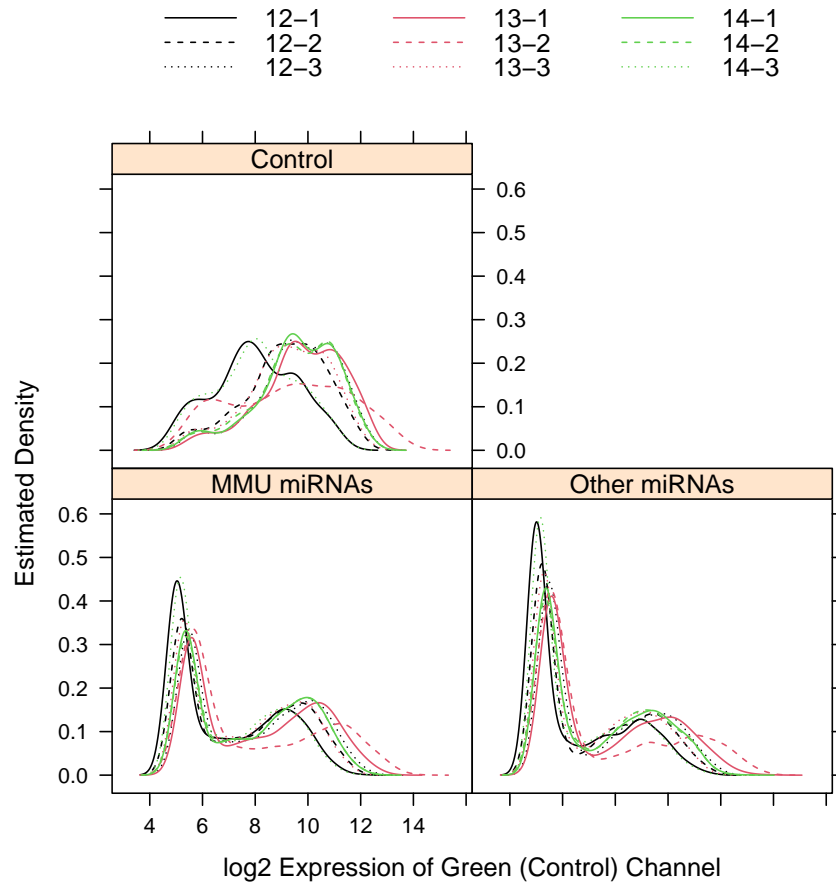 12−1 13−1 14−1
12−2 13−2 14−2
12−3 13−3 14−3
Control
0.6
0.5
0.4
0.3
0.2
0.1
0.0
Estimated Density
MMU miRNAs Other miRNAs
0.6
0.5
0.4
0.3
0.2
0.1
0.0
4 6 8 10 12 14
log2 Expression of Green (Control) Channel